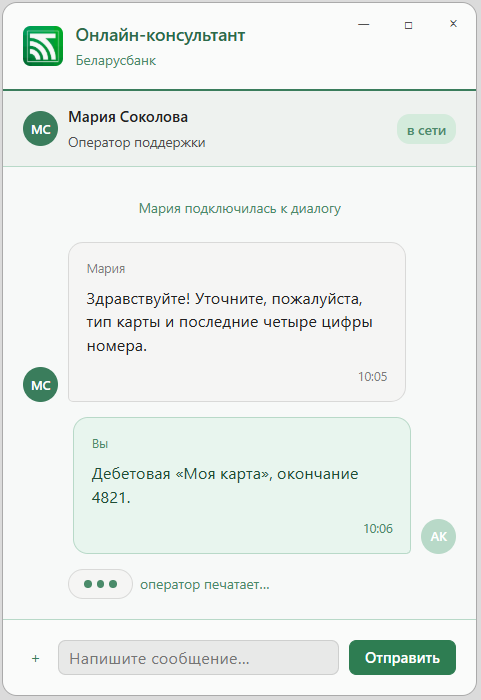 Онлайн-консультант
Беларусбанк
МС
Мария Соколова
Оператор поддержки
в сети
Мария подключилась к диалогу
Мария
Здравствуйте! Уточните, пожалуйста,
тип карты и последние четыре цифры
номера.
10:05
МС
Вы
Дебетовая «Моя карта», окончание
4821.
10:06
АК
оператор печатает...
+
Напишите сообщение...
Отправить